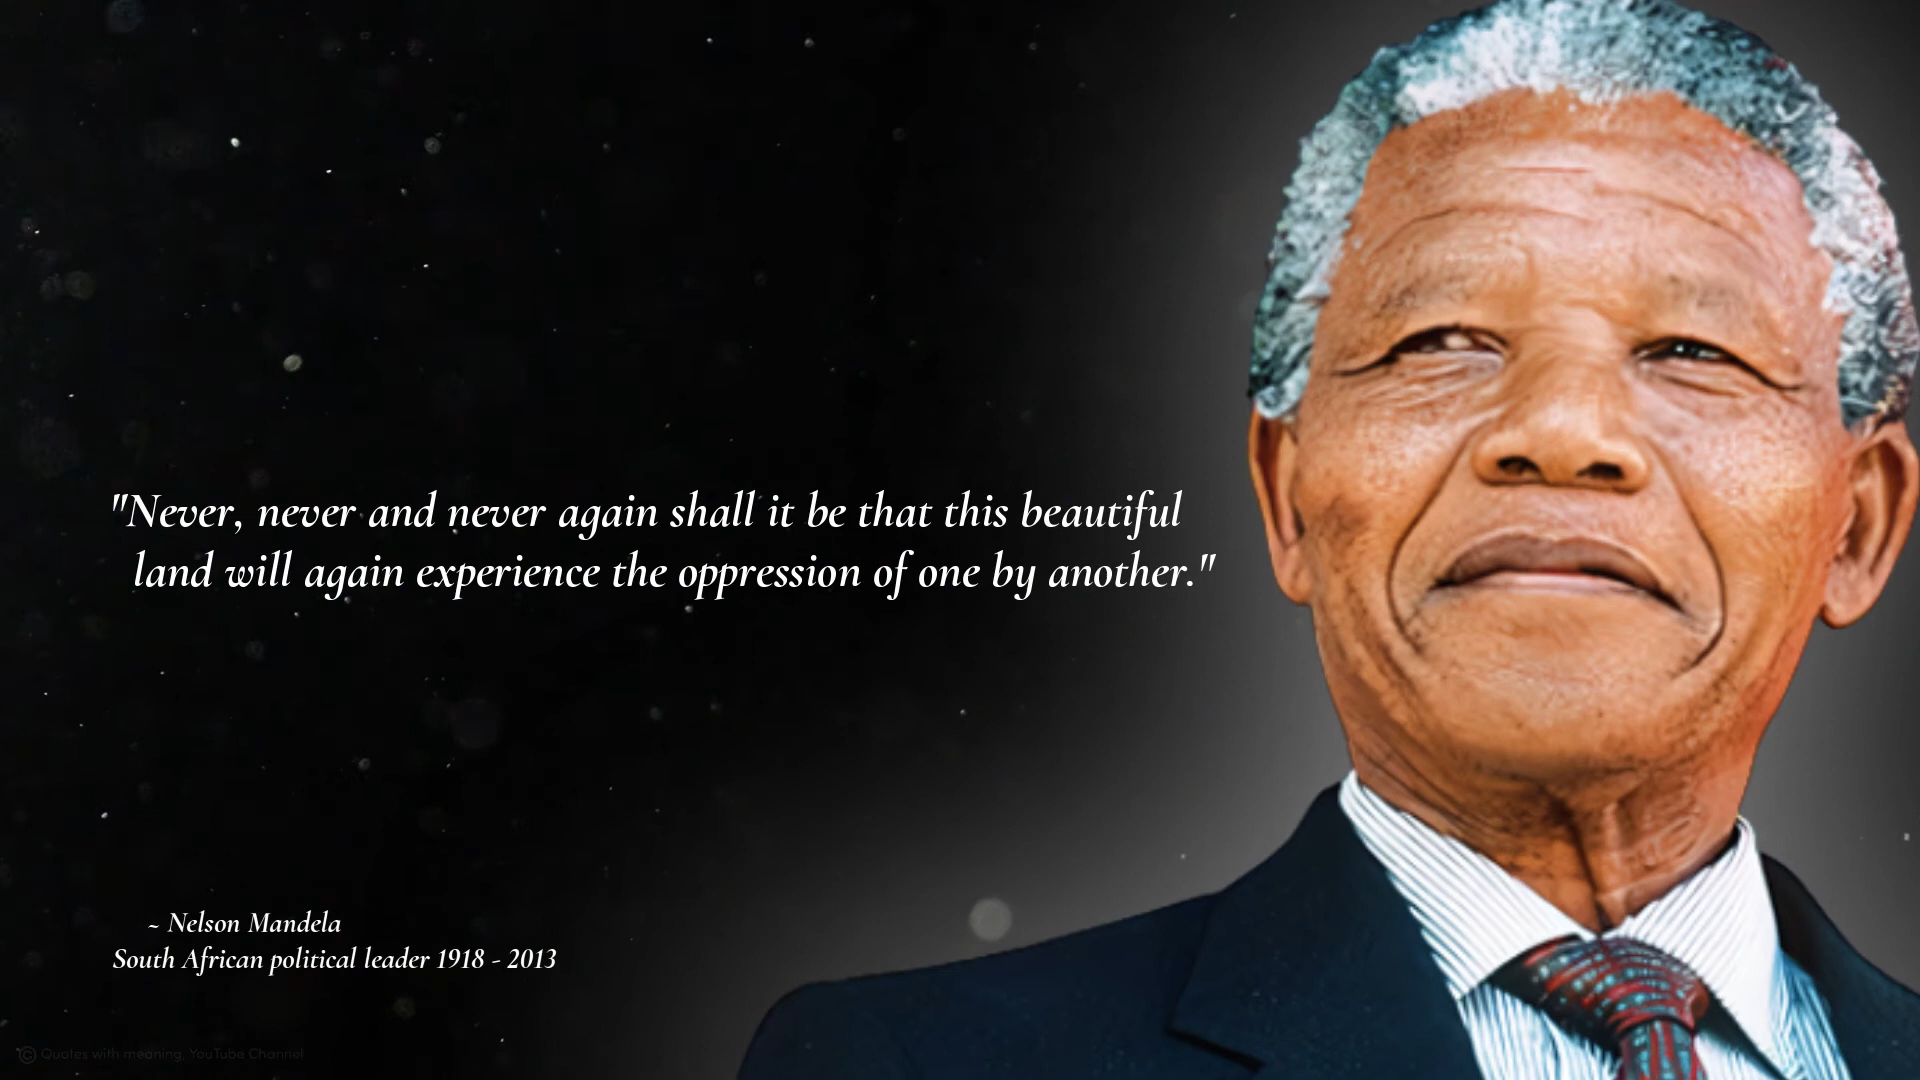 "Never, never and never again shall it be that this beautiful
land will again experience the oppression of one by another."
~ Nelson Mandela
South African political leader 1918 - 2013
© Quotes with meaning, YouTube Channel